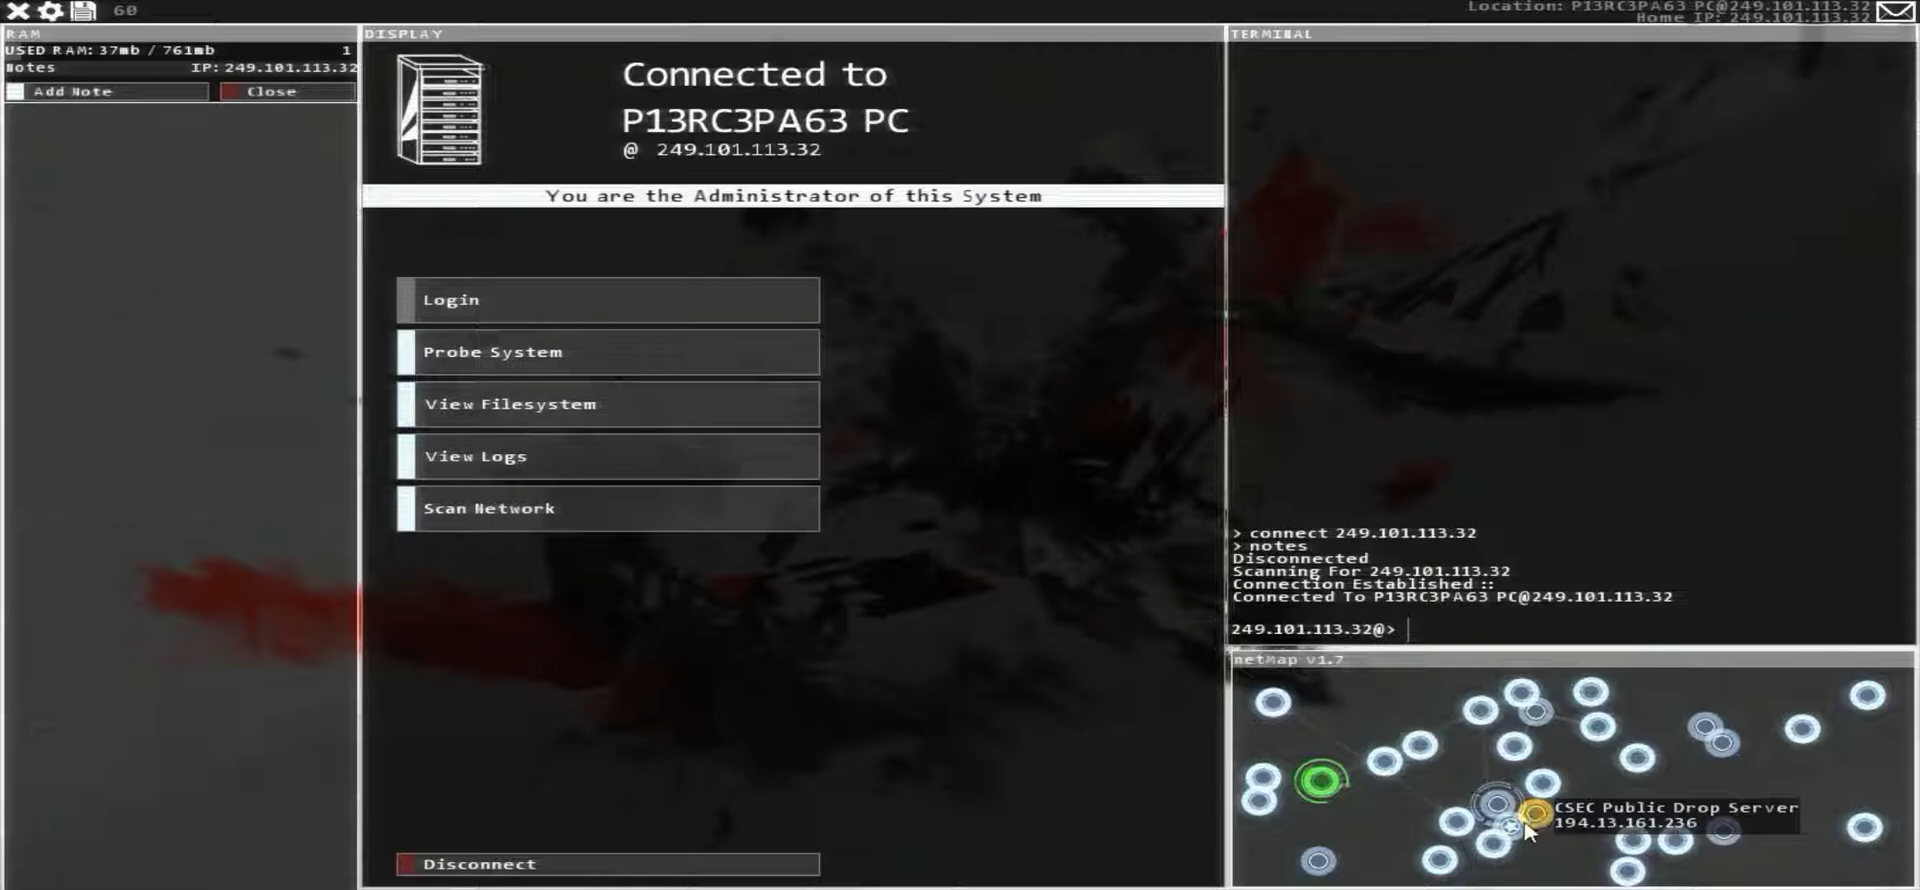 60
Location: P13RC3PA63 PC@249.101.113.32
Home IP: 249.101.113.32
RAM
USED RAM: 37mb / 761mb 1
Notes IP: 249.101.113.32
Add Note Close
DISPLAY
Connected to
P13RC3PA63 PC
@ 249.101.113.32
You are the Administrator of this System
Login
Probe System
View Filesystem
View Logs
Scan Network
Disconnect
TERMINAL
> connect 249.101.113.32
> notes
Disconnected
Scanning For 249.101.113.32
Connection Established ::
Connected To P13RC3PA63 PC@249.101.113.32
249.101.113.32@>
netMap v1.7
CSEC Public Drop Server
194.13.161.236